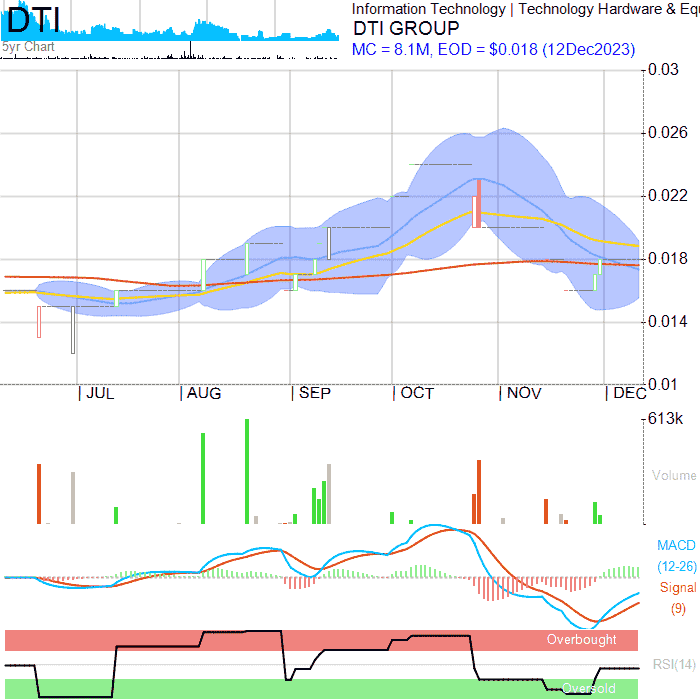 DTI
5yr Chart
Information Technology | Technology Hardware & Equ
DTI GROUP
MC = 8.1M, EOD = $0.018 (12Dec2023)
0.03
0.026
0.022
0.018
0.014
0.01
| JUL | AUG | SEP | OCT | NOV | DEC
613k
Volume
MACD
(12-26)
Signal
(9)
Overbought
RSI(14)
Oversold